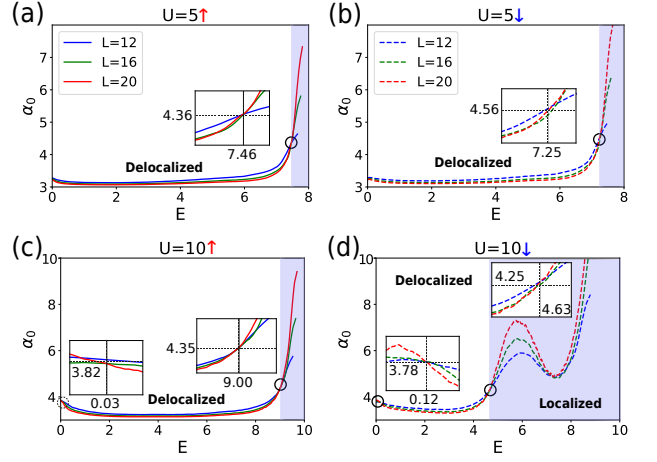 (a) U=5↑
α₀
8
7
6
5
4
3
L=12
L=16
L=20
4.36
7.46
Delocalized
0 2 4 6 8
E
(b) U=5↓
α₀
7
6
5
4
3
L=12
L=16
L=20
4.56
7.25
Delocalized
0 2 4 6 8
E
(c) U=10↑
α₀
10
8
6
4
3.82
0.03
4.35
9.00
Delocalized
0 2 4 6 8 10
E
(d) U=10↓
α₀
10
8
6
4
2
Delocalized
4.25
4.63
3.78
0.12
Localized
0 2 4 6 8 10
E